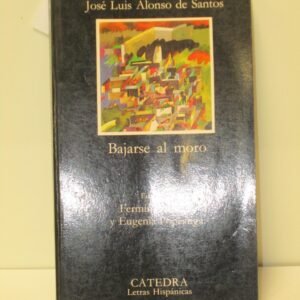 José Luis Alonso de Santos
Bajarse al moro
Fermín
y Eugenia
CATEDRA
Letras Hispánicas